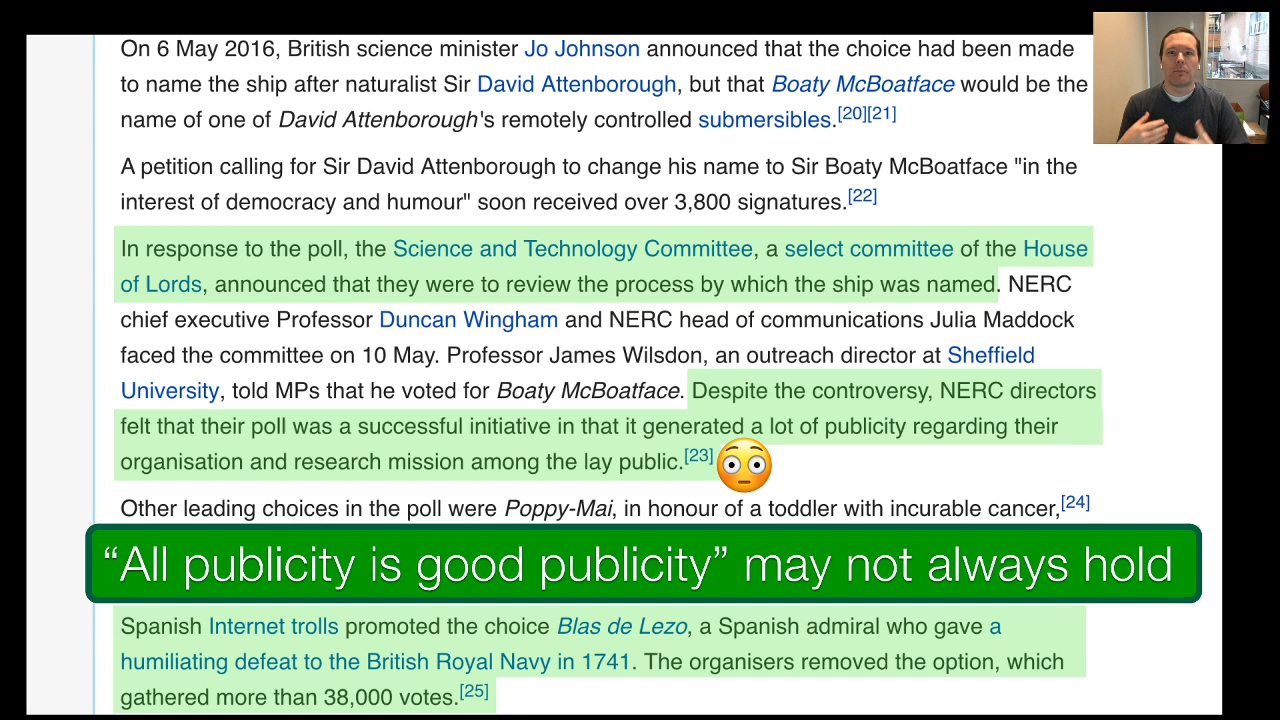 On 6 May 2016, British science minister Jo Johnson announced that the choice had been made
to name the ship after naturalist Sir David Attenborough, but that Boaty McBoatface would be the
name of one of David Attenborough's remotely controlled submersibles.[20][21]
A petition calling for Sir David Attenborough to change his name to Sir Boaty McBoatface "in the
interest of democracy and humour" soon received over 3,800 signatures.[22]
In response to the poll, the Science and Technology Committee, a select committee of the House
of Lords, announced that they were to review the process by which the ship was named. NERC
chief executive Professor Duncan Wingham and NERC head of communications Julia Maddock
faced the committee on 10 May. Professor James Wilsdon, an outreach director at Sheffield
University, told MPs that he voted for Boaty McBoatface. Despite the controversy, NERC directors
felt that their poll was a successful initiative in that it generated a lot of publicity regarding their
organisation and research mission among the lay public.[23]
Other leading choices in the poll were Poppy-Mai, in honour of a toddler with incurable cancer,[24]
“All publicity is good publicity” may not always hold
Spanish Internet trolls promoted the choice Blas de Lezo, a Spanish admiral who gave a
humiliating defeat to the British Royal Navy in 1741. The organisers removed the option, which
gathered more than 38,000 votes.[25]